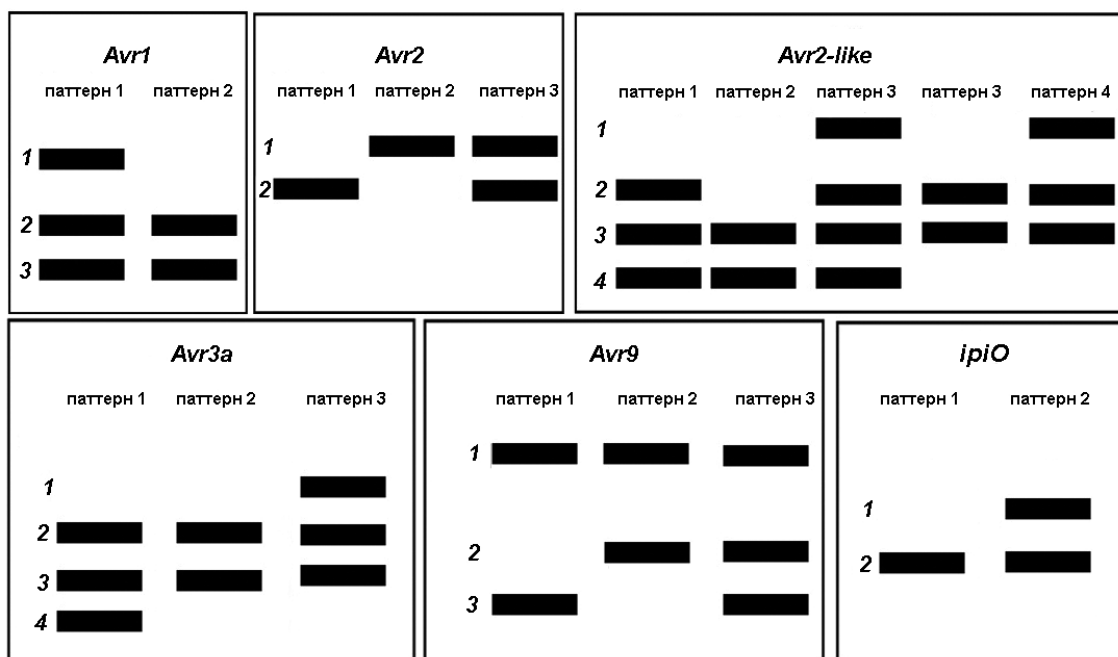 Avr1
паттерн 1 паттерн 2
1
2
3
Avr2
паттерн 1 паттерн 2 паттерн 3
1
2
Avr2-like
паттерн 1 паттерн 2 паттерн 3 паттерн 3 паттерн 4
1
2
3
4
Avr3a
паттерн 1 паттерн 2 паттерн 3
1
2
3
4
Avr9
паттерн 1 паттерн 2 паттерн 3
1
2
3
ipiO
паттерн 1 паттерн 2
1
2